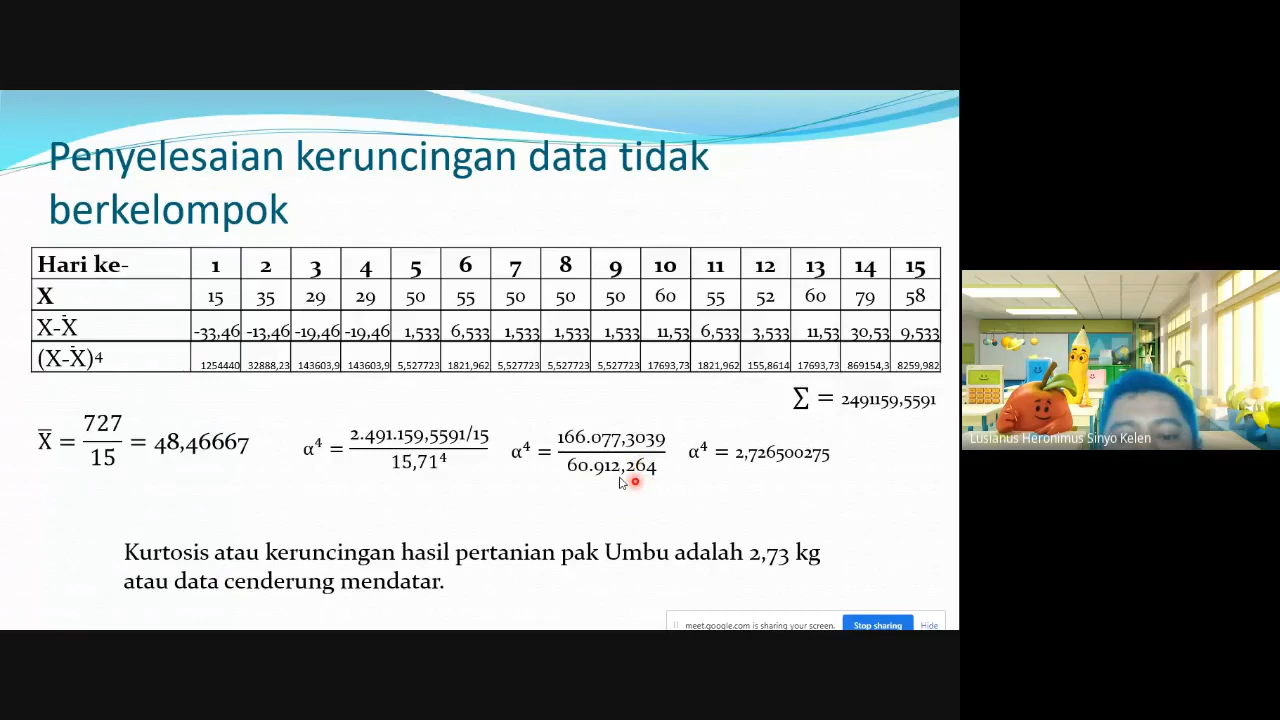 Penyelesaian keruncingan data tidak
berkelompok
Hari ke- 1 2 3 4 5 6 7 8 9 10 11 12 13 14 15
X 15 35 29 29 50 55 50 50 50 60 55 52 60 79 58
X-Ẋ -33,46 -13,46 -19,46 -19,46 1,533 6,533 1,533 1,533 1,533 11,53 6,533 3,533 11,53 30,53 9,533
(X-Ẋ)⁴ 1254440 32888,23 143603,9 143603,9 5,527723 1821,962 5,527723 5,527723 5,527723 17693,73 1821,962 155,8614 17693,73 869154,3 8259,982
∑ = 2491159,5591
X̅ = 727/15 = 48,46667 α⁴ = 2.491.159,5591/15 / 15,71⁴ α⁴ = 166.077,3039 / 60.912,264 α⁴ = 2,726500275
Kurtosis atau keruncingan hasil pertanian pak Umbu adalah 2,73 kg
atau data cenderung mendatar.
meet.google.com is sharing your screen. Stop sharing Hide
Lusianus Heronimus Sinyo Kelen